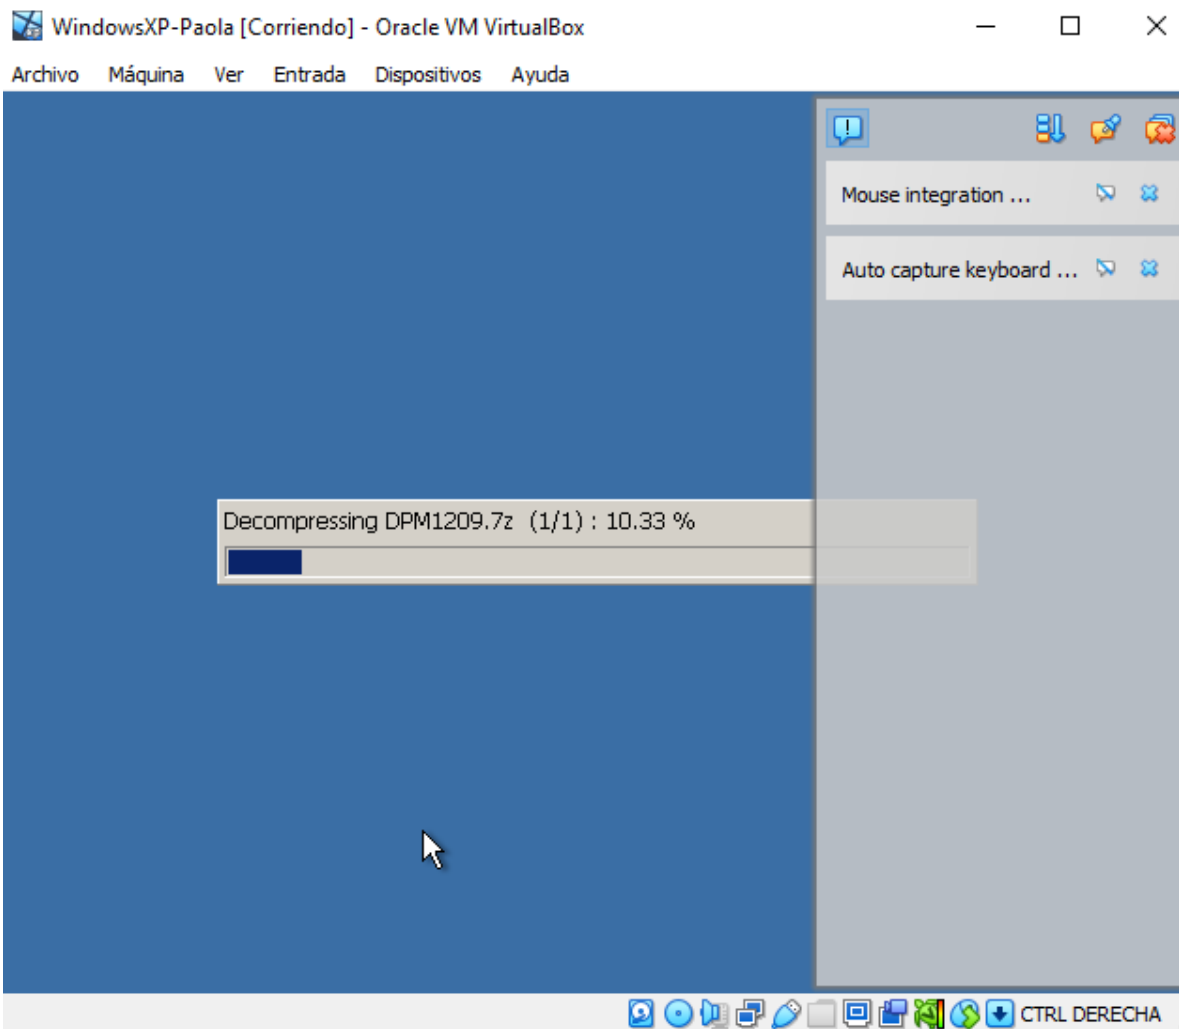 WindowsXP-Paola [Corriendo] - Oracle VM VirtualBox
Archivo Máquina Ver Entrada Dispositivos Ayuda
Mouse integration ...
Auto capture keyboard ...
Decompressing DPM1209.7z (1/1) : 10.33 %
CTRL DERECHA